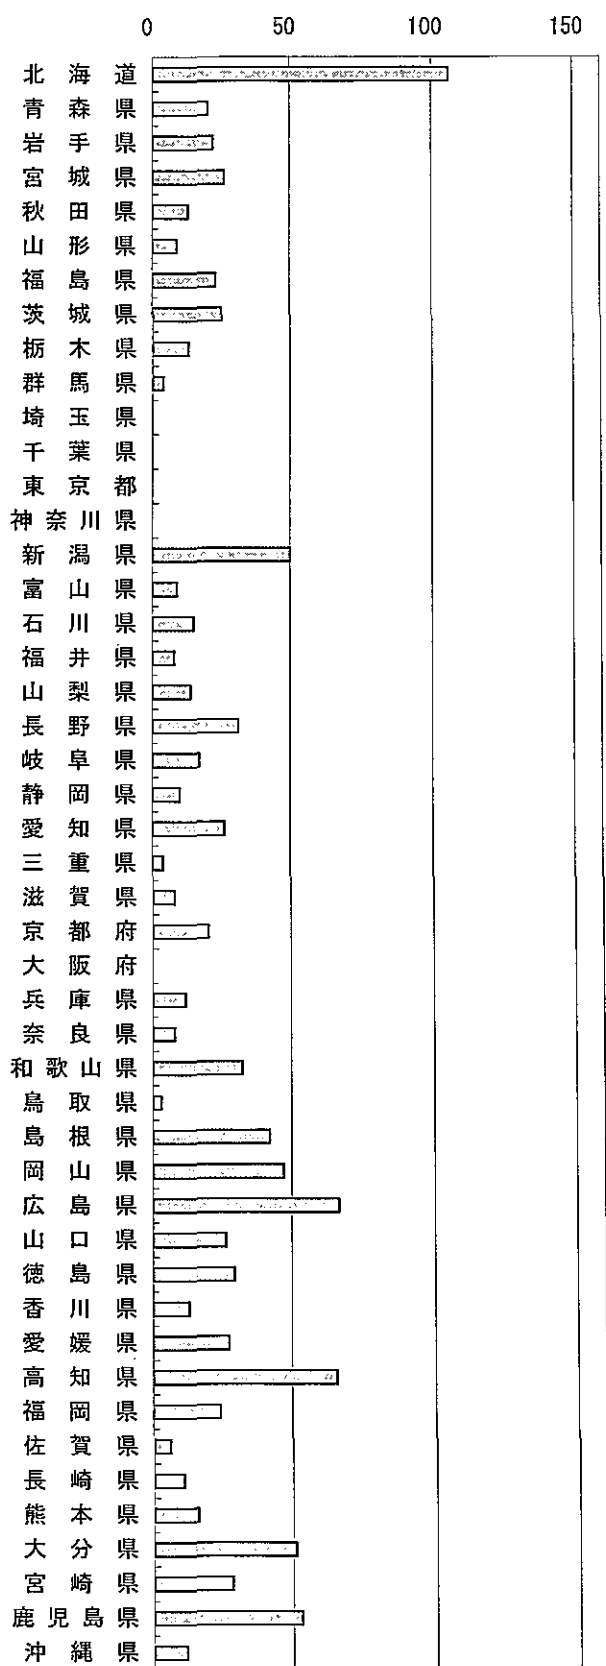 0 50 100 150
北海道
青森県
岩手県
宮城県
秋田県
山形県
福島県
茨城県
栃木県
群馬県
埼玉県
千葉県
東京都
神奈川県
新潟県
富山県
石川県
福井県
山梨県
長野県
岐阜県
静岡県
愛知県
三重県
滋賀県
京都府
大阪府
兵庫県
奈良県
和歌山県
鳥取県
島根県
岡山県
広島県
山口県
徳島県
香川県
愛媛県
高知県
福岡県
佐賀県
長崎県
熊本県
大分県
宮崎県
鹿児島県
沖縄県